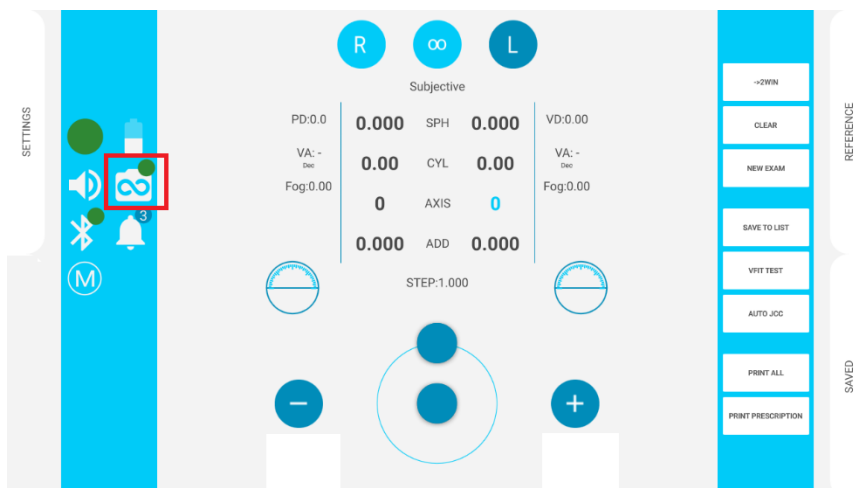 SETTINGS
3
M
R ∞ L
Subjective
PD:0.0
VA: -
Dec
Fog:0.00
0.000 SPH 0.000
0.00 CYL 0.00
0 AXIS 0
0.000 ADD 0.000
VD:0.00
VA: -
Dec
Fog:0.00
STEP:1.000
− +
->2WIN
CLEAR
NEW EXAM
SAVE TO LIST
VFIT TEST
AUTO JCC
PRINT ALL
PRINT PRESCRIPTION
REFERENCE
SAVED